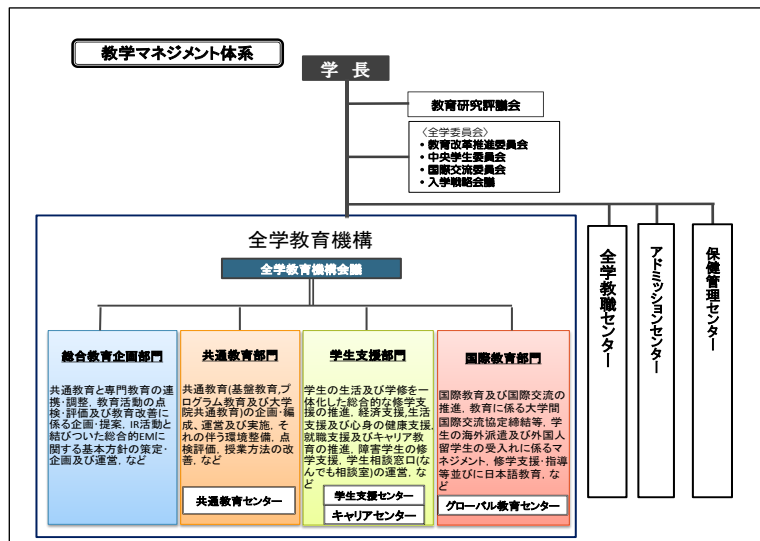 教学マネジメント体系
学 長
教育研究評議会
〈全学委員会〉
・教育改革推進委員会
・中央学生委員会
・国際交流委員会
・入学戦略会議
全学教育機構
全学教育機構会議
総合教育企画部門
共通教育と専門教育の連
携・調整, 教育活動の点
検・評価及び教育改善に
係る企画・提案, IR活動と
結びついた総合的EMに
関する基本方針の策定・
企画及び運営, など
共通教育部門
共通教育(基盤教育,プ
ログラム教育及び大学
院共通教育)の企画・編
成、運営及び実施, そ
れの伴う環境整備, 点
検評価, 授業方法の改
善, など
共通教育センター
学生支援部門
学生の生活及び学修を一
体化した総合的な修学支
援の推進, 経済支援,生活
支援及び心身の健康支援,
就職支援及びキャリア教
育の推進, 障害学生の修
学支援, 学生相談窓口(な
んでも相談室)の運営, な
ど
学生支援センター
キャリアセンター
国際教育部門
国際教育及び国際交流の
推進, 教育に係る大学間
国際交流協定締結等, 学
生の海外派遣及び外国人
留学生の受入れに係るマ
ネジメント, 修学支援・指導
等並びに日本語教育, な
ど
グローバル教育センター
全学教職センター
アドミッションセンター
保健管理センター